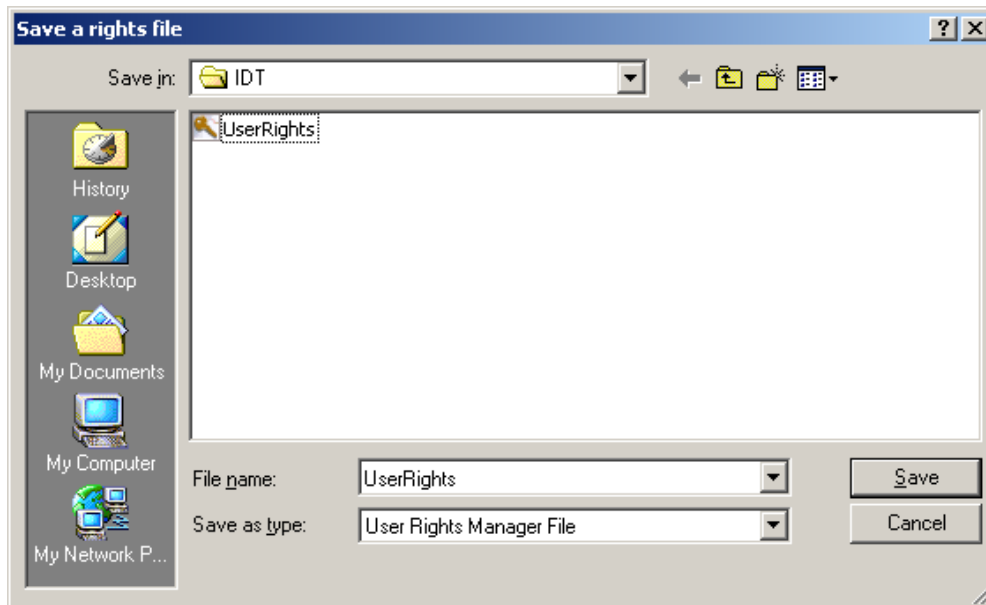 Save a rights file
Save in: IDT
UserRights
History
Desktop
My Documents
My Computer
My Network P...
File name: UserRights
Save as type: User Rights Manager File
Save
Cancel